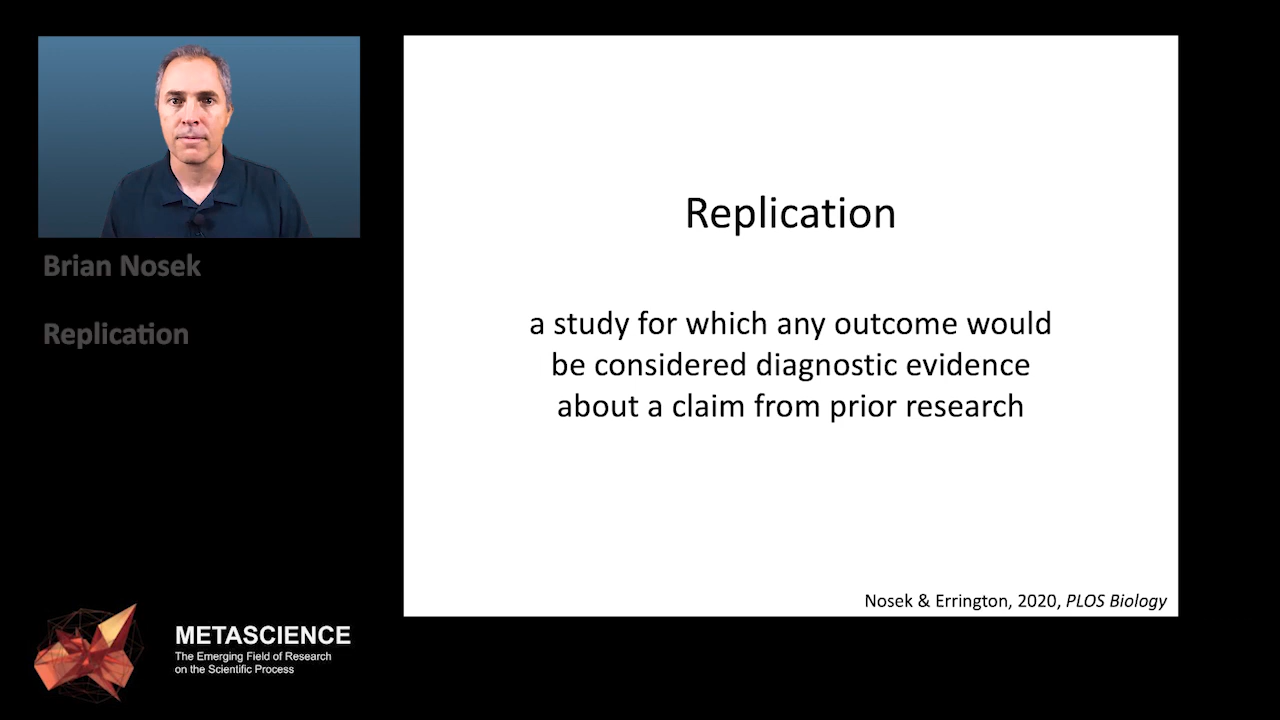 Brian Nosek
Replication
Replication
a study for which any outcome would
be considered diagnostic evidence
about a claim from prior research
Nosek & Errington, 2020, PLOS Biology
METASCIENCE
The Emerging Field of Research
on the Scientific Process